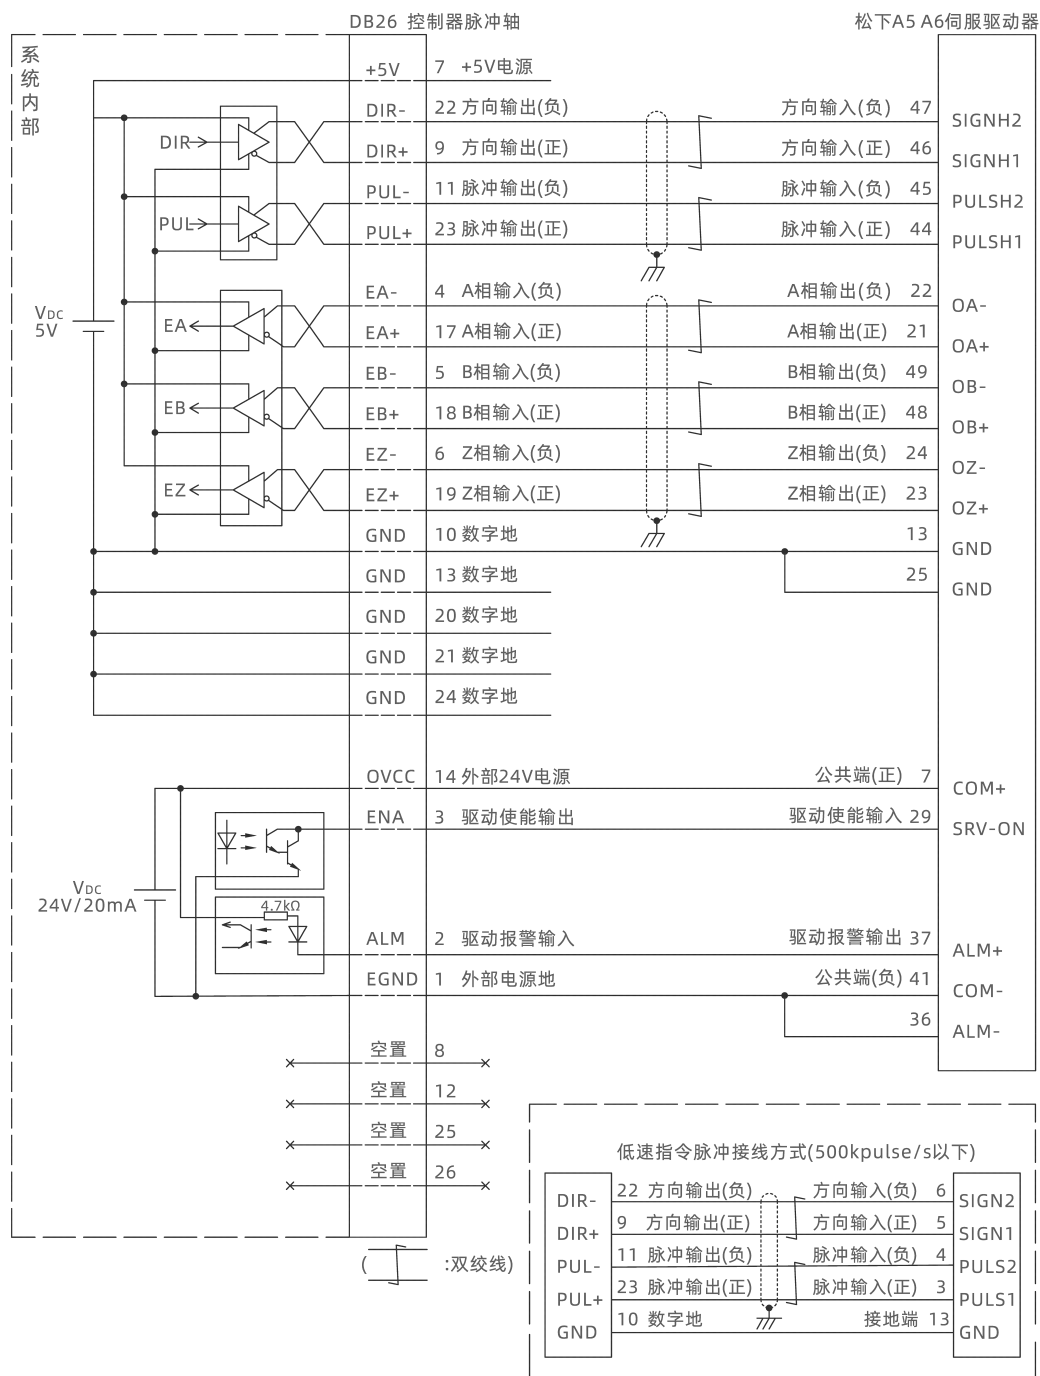 DB26 控制器脉冲轴
松下A5 A6伺服驱动器
系统内部
+5V 7 +5V电源
DIR- 22 方向输出(负) 方向输入(负) 47 SIGNH2
DIR
DIR+ 9 方向输出(正) 方向输入(正) 46 SIGNH1
PUL- 11 脉冲输出(负) 脉冲输入(负) 45 PULSH2
PUL
PUL+ 23 脉冲输出(正) 脉冲输入(正) 44 PULSH1
EA- 4 A相输入(负) A相输出(负) 22 OA-
VDC
5V
EA
EA+ 17 A相输入(正) A相输出(正) 21 OA+
EB- 5 B相输入(负) B相输出(负) 49 OB-
EB
EB+ 18 B相输入(正) B相输出(正) 48 OB+
EZ- 6 Z相输入(负) Z相输出(负) 24 OZ-
EZ
EZ+ 19 Z相输入(正) Z相输出(正) 23 OZ+
GND 10 数字地 13 GND
GND 13 数字地 25 GND
GND 20 数字地
GND 21 数字地
GND 24 数字地
OVCC 14 外部24V电源 公共端(正) 7 COM+
ENA 3 驱动使能输出 驱动使能输入 29 SRV-ON
VDC
24V/20mA
4.7kΩ
ALM 2 驱动报警输入 驱动报警输出 37 ALM+
EGND 1 外部电源地 公共端(负) 41 COM-
36 ALM-
空置 8
空置 12
空置 25
空置 26
( :双绞线)
低速指令脉冲接线方式(500kpulse/s以下)
DIR- 22 方向输出(负) 方向输入(负) 6 SIGN2
DIR+ 9 方向输出(正) 方向输入(正) 5 SIGN1
PUL- 11 脉冲输出(负) 脉冲输入(负) 4 PULS2
PUL+ 23 脉冲输出(正) 脉冲输入(正) 3 PULS1
GND 10 数字地 接地端 13 GND